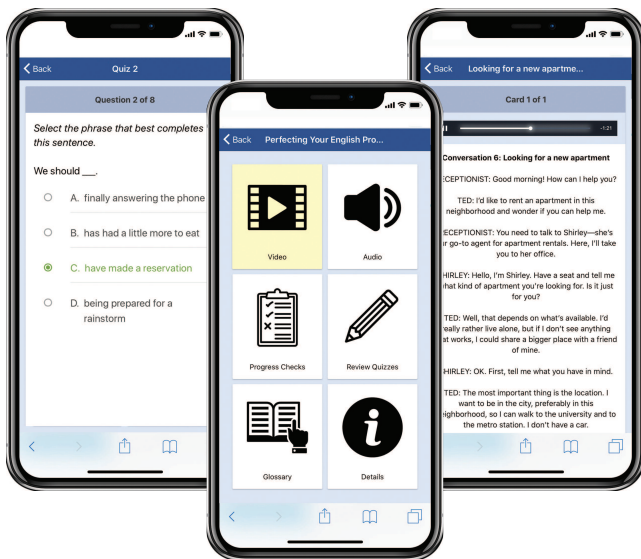 Back
Quiz 2
Question 2 of 8
Select the phrase that best completes
this sentence.
We should ___.
A. finally answering the phone
B. has had a little more to eat
C. have made a reservation
D. being prepared for a
rainstorm
Back
Perfecting Your English Pro...
Video
Audio
Progress Checks
Review Quizzes
Glossary
Details
Back
Looking for a new apartme...
Card 1 of 1
-1:21
Conversation 6: Looking for a new apartment
CEPTIONIST: Good morning! How can I help you?
TED: I'd like to rent an apartment in this
neighborhood and wonder if you can help me.
ECEPTIONIST: You need to talk to Shirley—she's
r go-to agent for apartment rentals. Here, I'll take
you to her office.
HIRLEY: Hello, I'm Shirley. Have a seat and tell me
hat kind of apartment you're looking for. Is it just
for you?
TED: Well, that depends on what's available. I'd
eally rather live alone, but if I don't see anything
at works, I could share a bigger place with a friend
of mine.
HIRLEY: OK. First, tell me what you have in mind.
TED: The most important thing is the location. I
want to be in the city, preferably in this
ighborhood, so I can walk to the university and to
the metro station. I don't have a car.